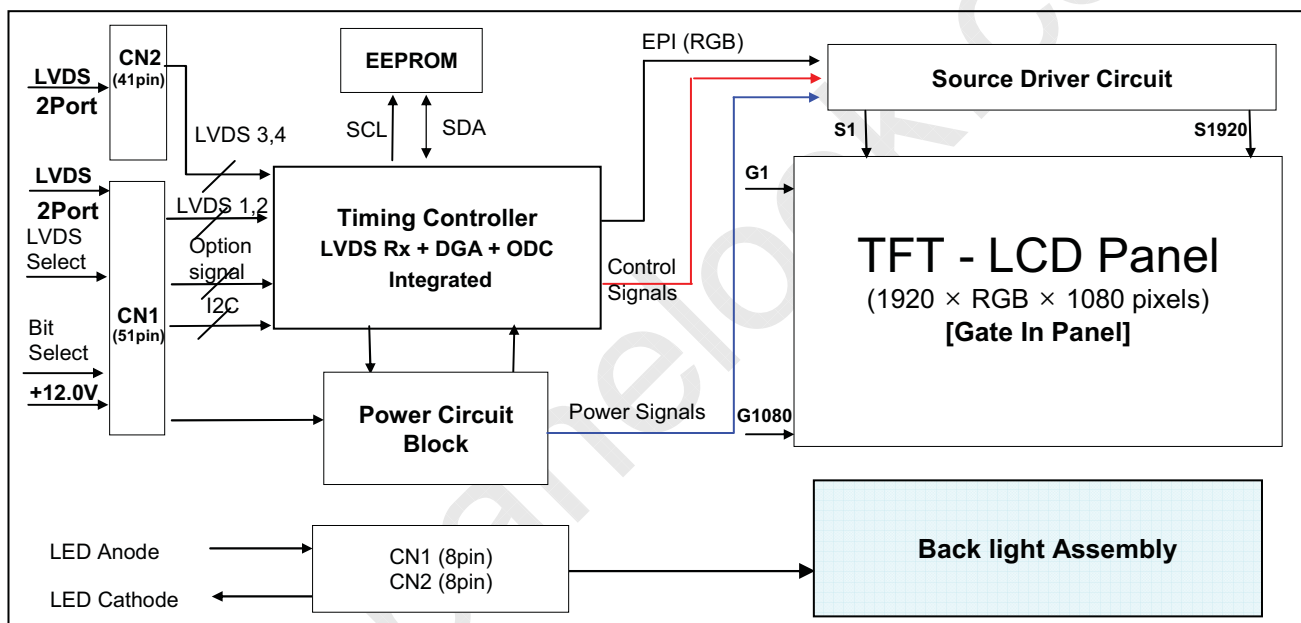 CN2
(41pin)
LVDS
2Port
EEPROM
SCL
SDA
EPI (RGB)
Source Driver Circuit
S1
S1920
LVDS 3,4
LVDS
2Port
LVDS 1,2
LVDS
Select
Option
signal
I2C
CN1
(51pin)
Bit
Select
+12.0V
Timing Controller
LVDS Rx + DGA + ODC
Integrated
Control
Signals
G1
TFT - LCD Panel
(1920 × RGB × 1080 pixels)
[Gate In Panel]
G1080
Power Circuit
Block
Power Signals
LED Anode
LED Cathode
CN1 (8pin)
CN2 (8pin)
Back light Assembly